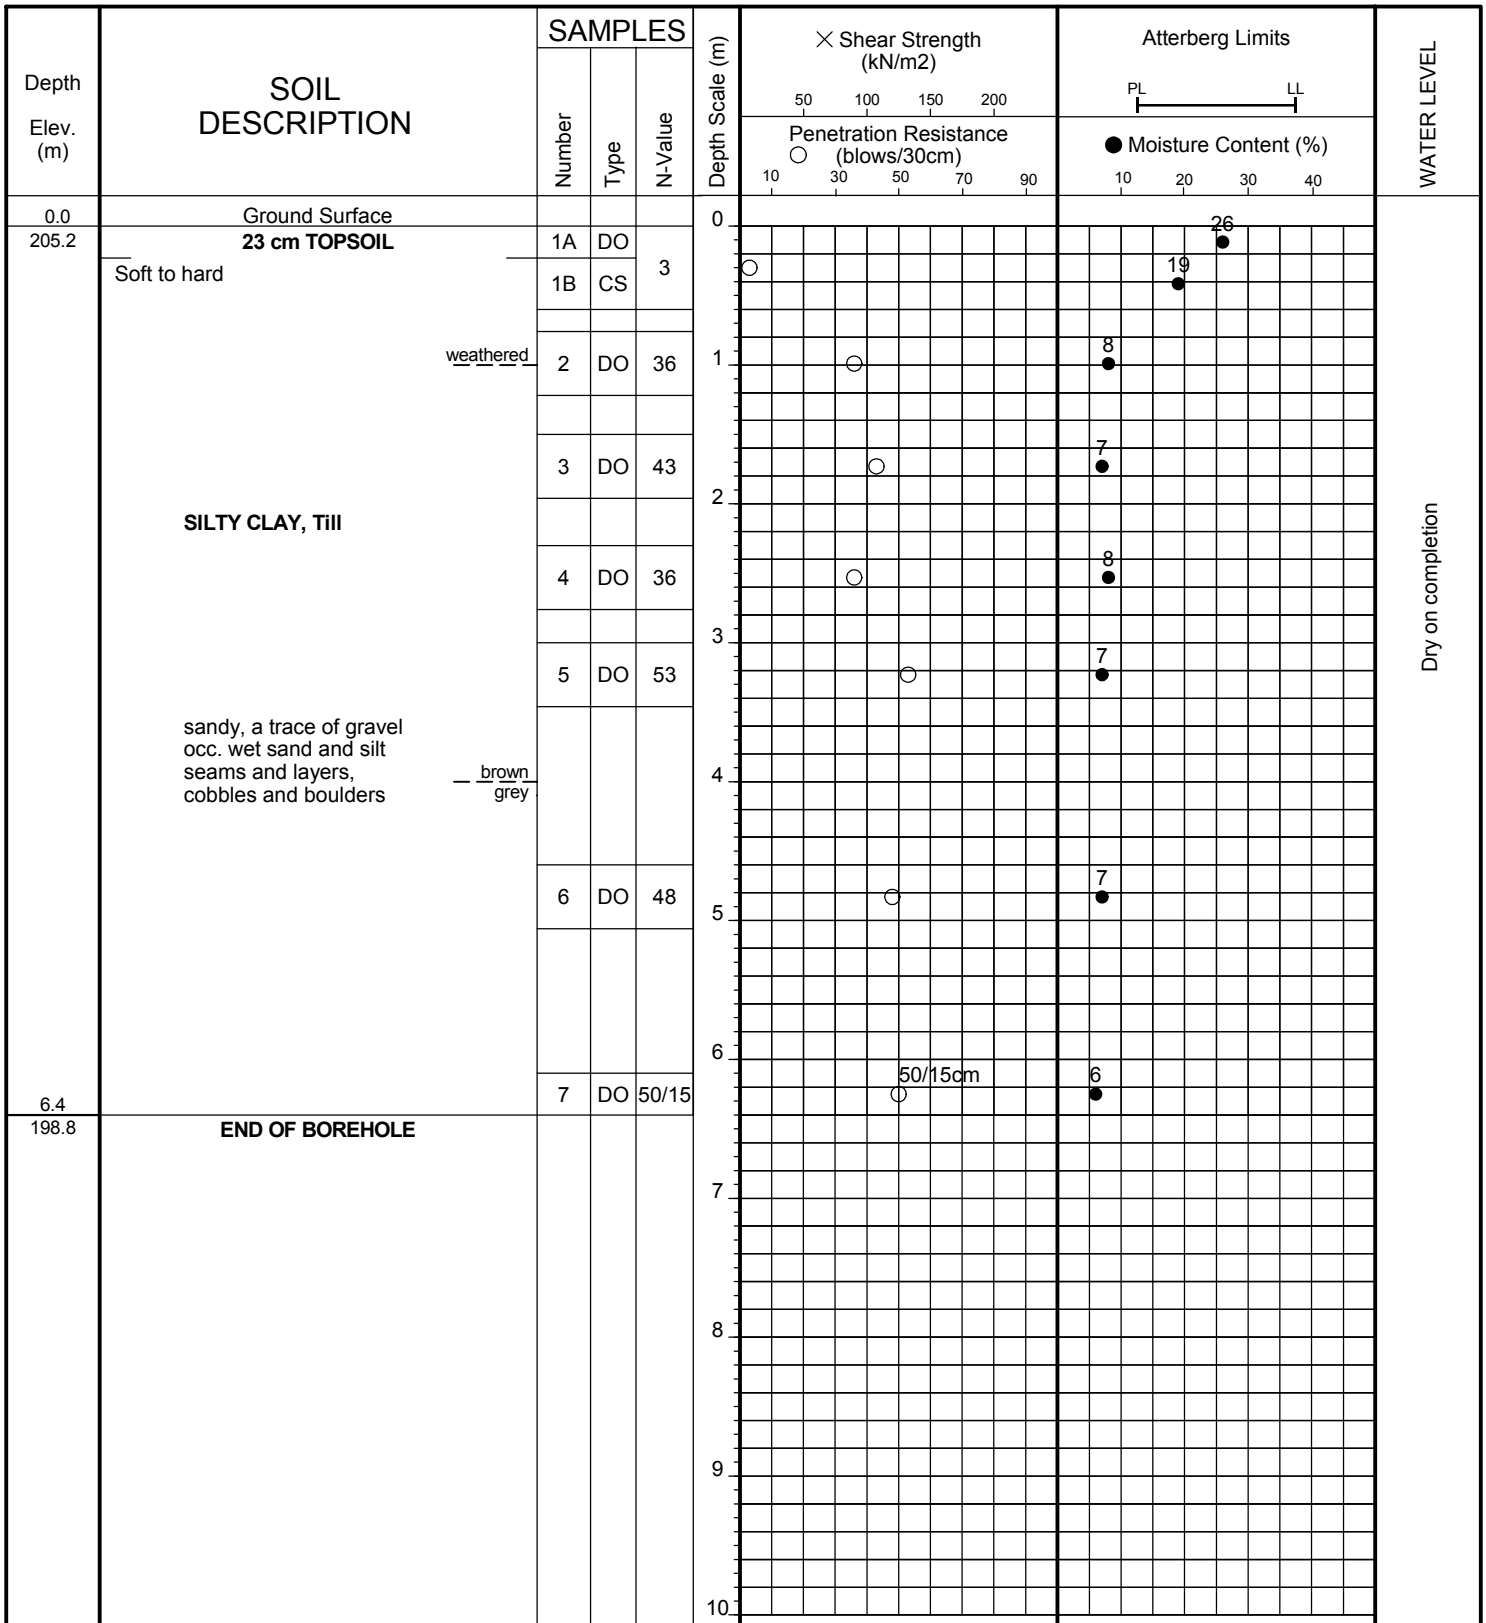 Depth
Elev.
(m)
SOIL
DESCRIPTION
SAMPLES
Number
Type
N-Value
Depth Scale (m)
× Shear Strength
(kN/m2)
50 100 150 200
Penetration Resistance
(blows/30cm)
10 30 50 70 90
Atterberg Limits
PL LL
Moisture Content (%)
10 20 30 40
WATER LEVEL
0.0 Ground Surface 0
205.2 23 cm TOPSOIL 1A DO 3 26
Soft to hard 1B CS 19
weathered 2 DO 36 1 8
3 DO 43 7
2
SILTY CLAY, Till
4 DO 36 8
3
5 DO 53 7
sandy, a trace of gravel
occ. wet sand and silt
seams and layers,
cobbles and boulders
brown
grey
4
6 DO 48 7
5
6
7 DO 50/15 50/15cm 6
6.4
198.8 END OF BOREHOLE
7
8
9
10
Dry on completion